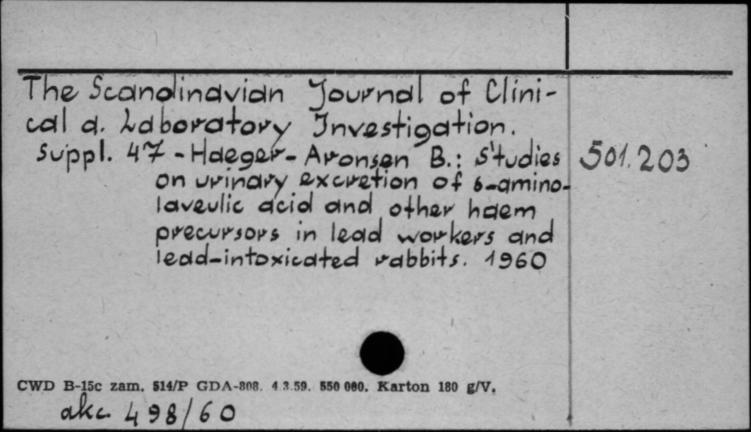 The Scandinavian Journal of Clini-
cal a. Laboratory Investigation.
Suppl. 47 - Haeger-Aronsen B.: Studies 501.203
on urinary excretion of δ-amino-
laveulic acid and other haem
precursors in lead workers and
lead-intoxicated rabbits. 1960
CWD B-15c zam. 514/P GDA-808. 4.3.59. 550 000. Karton 180 g/V.
akc. 498/60